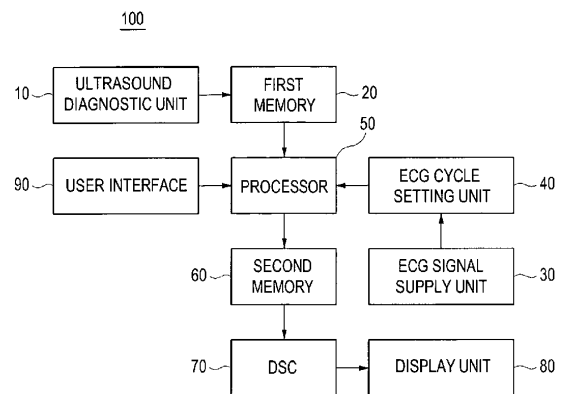 100
10
ULTRASOUND
DIAGNOSTIC UNIT
FIRST
MEMORY
20
50
90
USER INTERFACE
PROCESSOR
ECG CYCLE
SETTING UNIT
40
60
SECOND
MEMORY
ECG SIGNAL
SUPPLY UNIT
30
70
DSC
DISPLAY UNIT
80